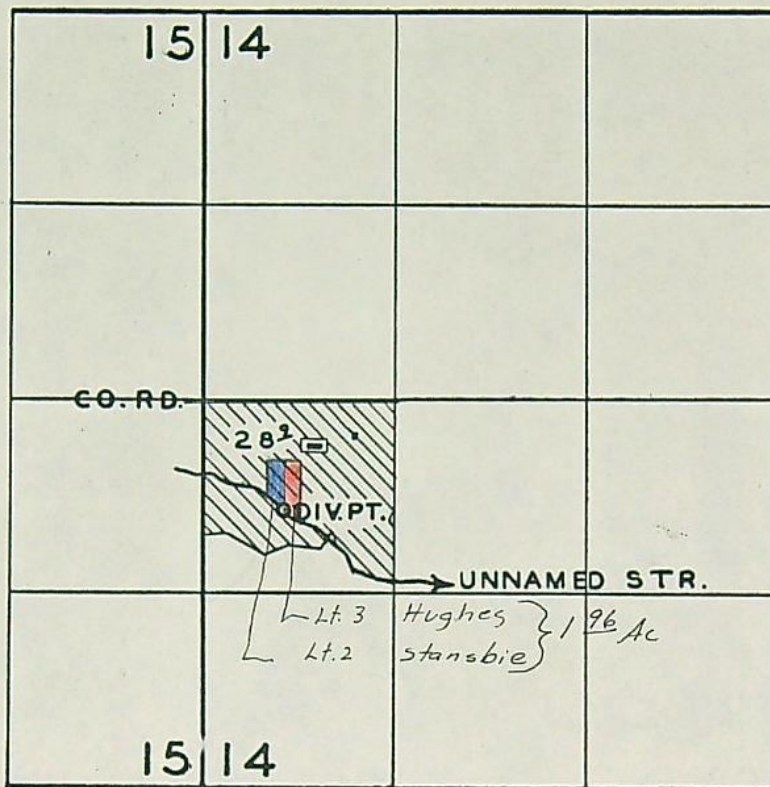 15 14
CO. RD.
28²
DIV. PT.
UNNAMED STR.
Lt. 3 Hughes
Lt. 2 Stansbie
1 96 Ac
15 14